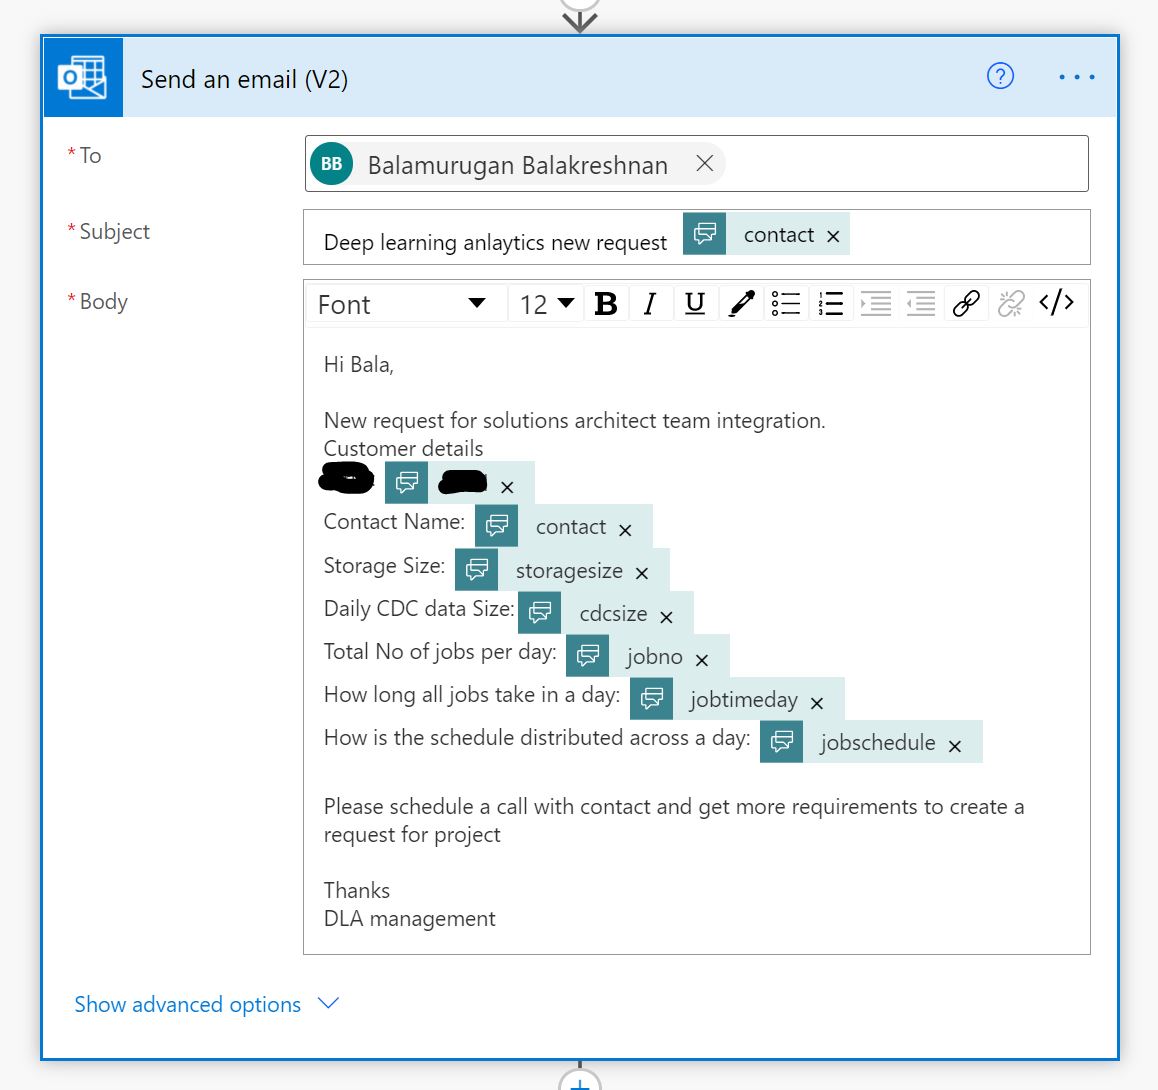 Send an email (V2)
* To
BB Balamurugan Balakreshnan
* Subject
Deep learning anlaytics new request contact
* Body
Font 12 B I U </>
Hi Bala,
New request for solutions architect team integration.
Customer details
Contact Name: contact
Storage Size: storagesize
Daily CDC data Size: cdcsize
Total No of jobs per day: jobno
How long all jobs take in a day: jobtimeday
How is the schedule distributed across a day: jobschedule
Please schedule a call with contact and get more requirements to create a
request for project
Thanks
DLA management
Show advanced options